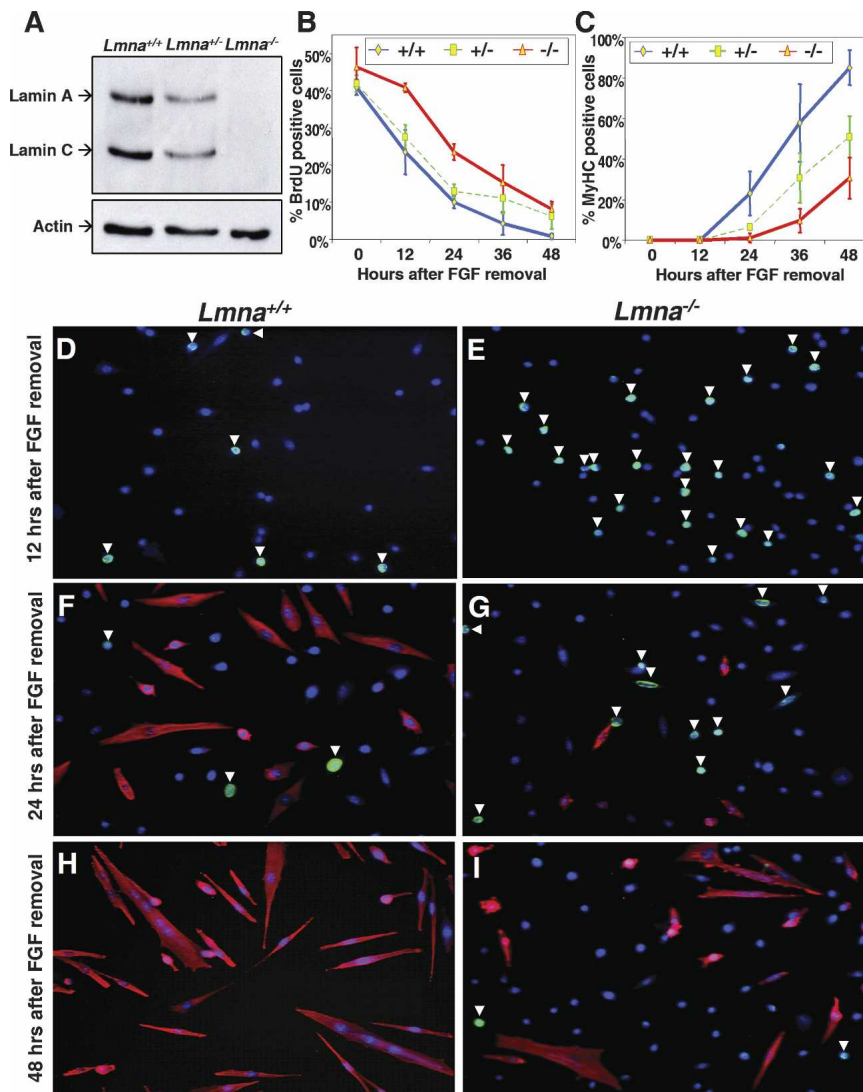 A
Lmna+/+ Lmna+/- Lmna-/-
Lamin A
Lamin C
Actin
B
+/+ +/- -/-
50%
40%
30%
20%
10%
0%
% BrdU positive cells
0 12 24 36 48
Hours after FGF removal
C
+/+ +/- -/-
100%
80%
60%
40%
20%
0%
% MyHC positive cells
0 12 24 36 48
Hours after FGF removal
Lmna+/+
Lmna-/-
12 hrs after FGF removal
D
E
24 hrs after FGF removal
F
G
48 hrs after FGF removal
H
I